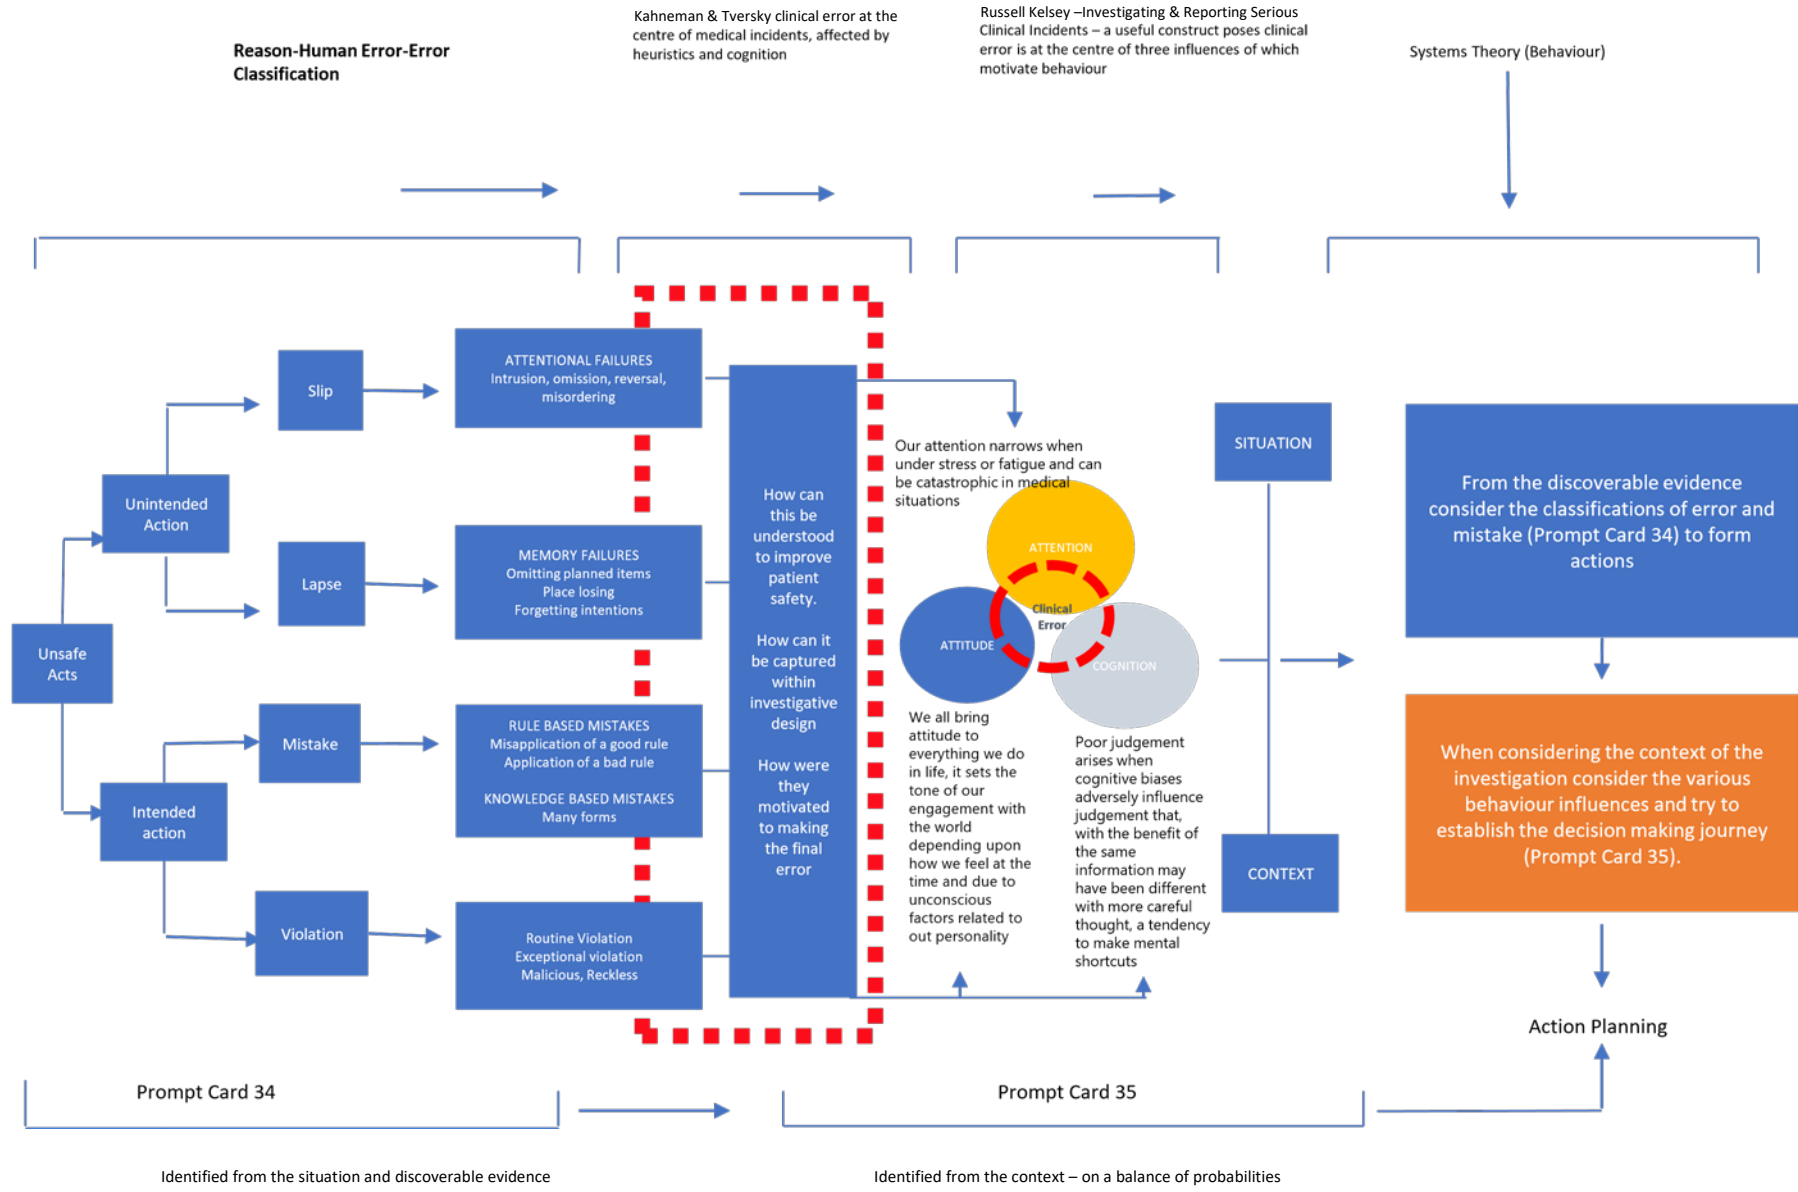 Reason-Human Error-Error
Classification
Kahneman & Tversky clinical error at the
centre of medical incidents, affected by
heuristics and cognition
Russell Kelsey –Investigating & Reporting Serious
Clinical Incidents – a useful construct poses clinical
error is at the centre of three influences of which
motivate behaviour
Systems Theory (Behaviour)
Unsafe
Acts
Unintended
Action
Intended
action
Slip
Lapse
Mistake
Violation
ATTENTIONAL FAILURES
Intrusion, omission, reversal,
misordering
MEMORY FAILURES
Omitting planned items
Place losing
Forgetting intentions
RULE BASED MISTAKES
Misapplication of a good rule
Application of a bad rule
KNOWLEDGE BASED MISTAKES
Many forms
Routine Violation
Exceptional violation
Malicious, Reckless
How can
this be
understood
to improve
patient
safety.
How can it
be captured
within
investigative
design
How were
they
motivated
to making
the final
error
Our attention narrows when
under stress or fatigue and can
be catastrophic in medical
situations
ATTENTION
Clinical
Error
ATTITUDE
COGNITION
We all bring
attitude to
everything we do
in life, it sets the
tone of our
engagement with
the world
depending upon
how we feel at the
time and due to
unconscious
factors related to
out personality
Poor judgement
arises when
cognitive biases
adversely influence
judgement that,
with the benefit of
the same
information may
have been different
with more careful
thought, a tendency
to make mental
shortcuts
SITUATION
CONTEXT
From the discoverable evidence
consider the classifications of error and
mistake (Prompt Card 34) to form
actions
When considering the context of the
investigation consider the various
behaviour influences and try to
establish the decision making journey
(Prompt Card 35).
Action Planning
Prompt Card 34
Prompt Card 35
Identified from the situation and discoverable evidence
Identified from the context – on a balance of probabilities